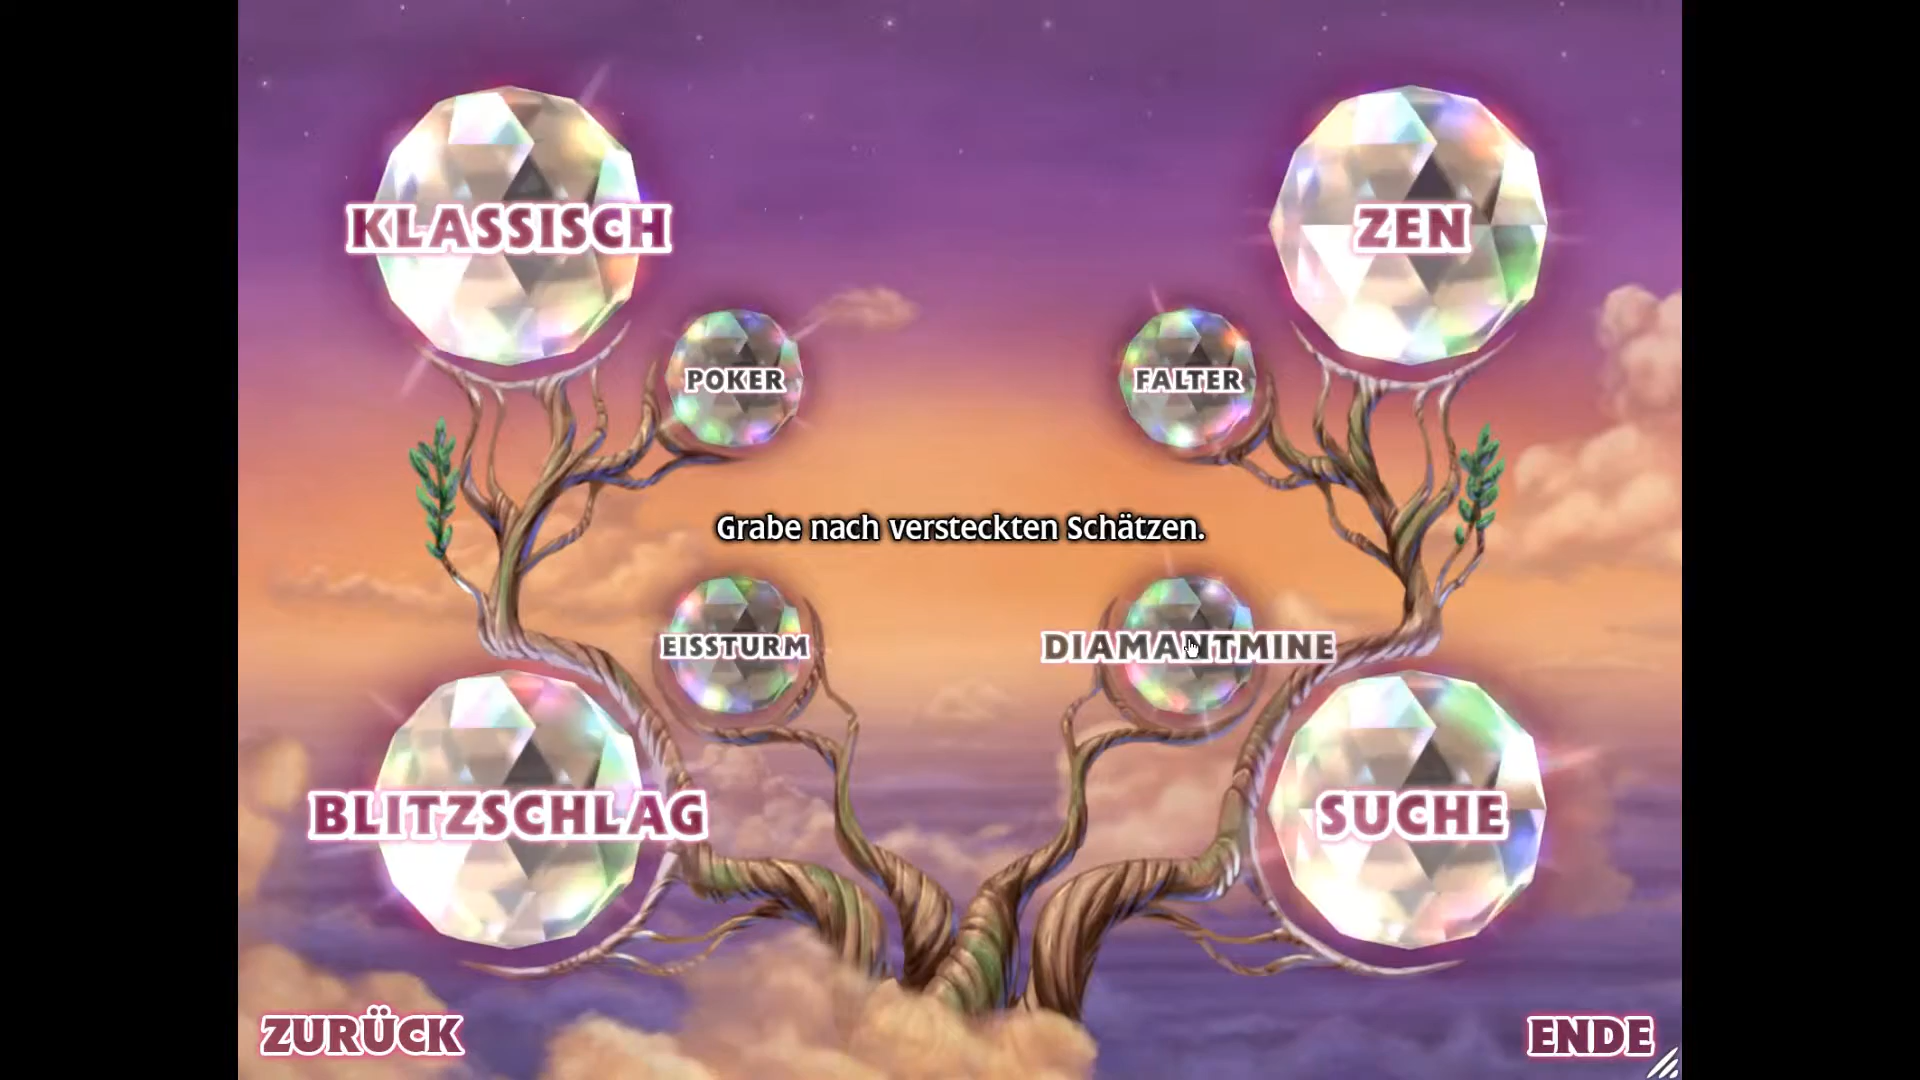 KLASSISCH
ZEN
POKER
FALTER
Grabe nach versteckten Schätzen.
EISSTURM
DIAMANTMINE
BLITZSCHLAG
SUCHE
ZURÜCK
ENDE